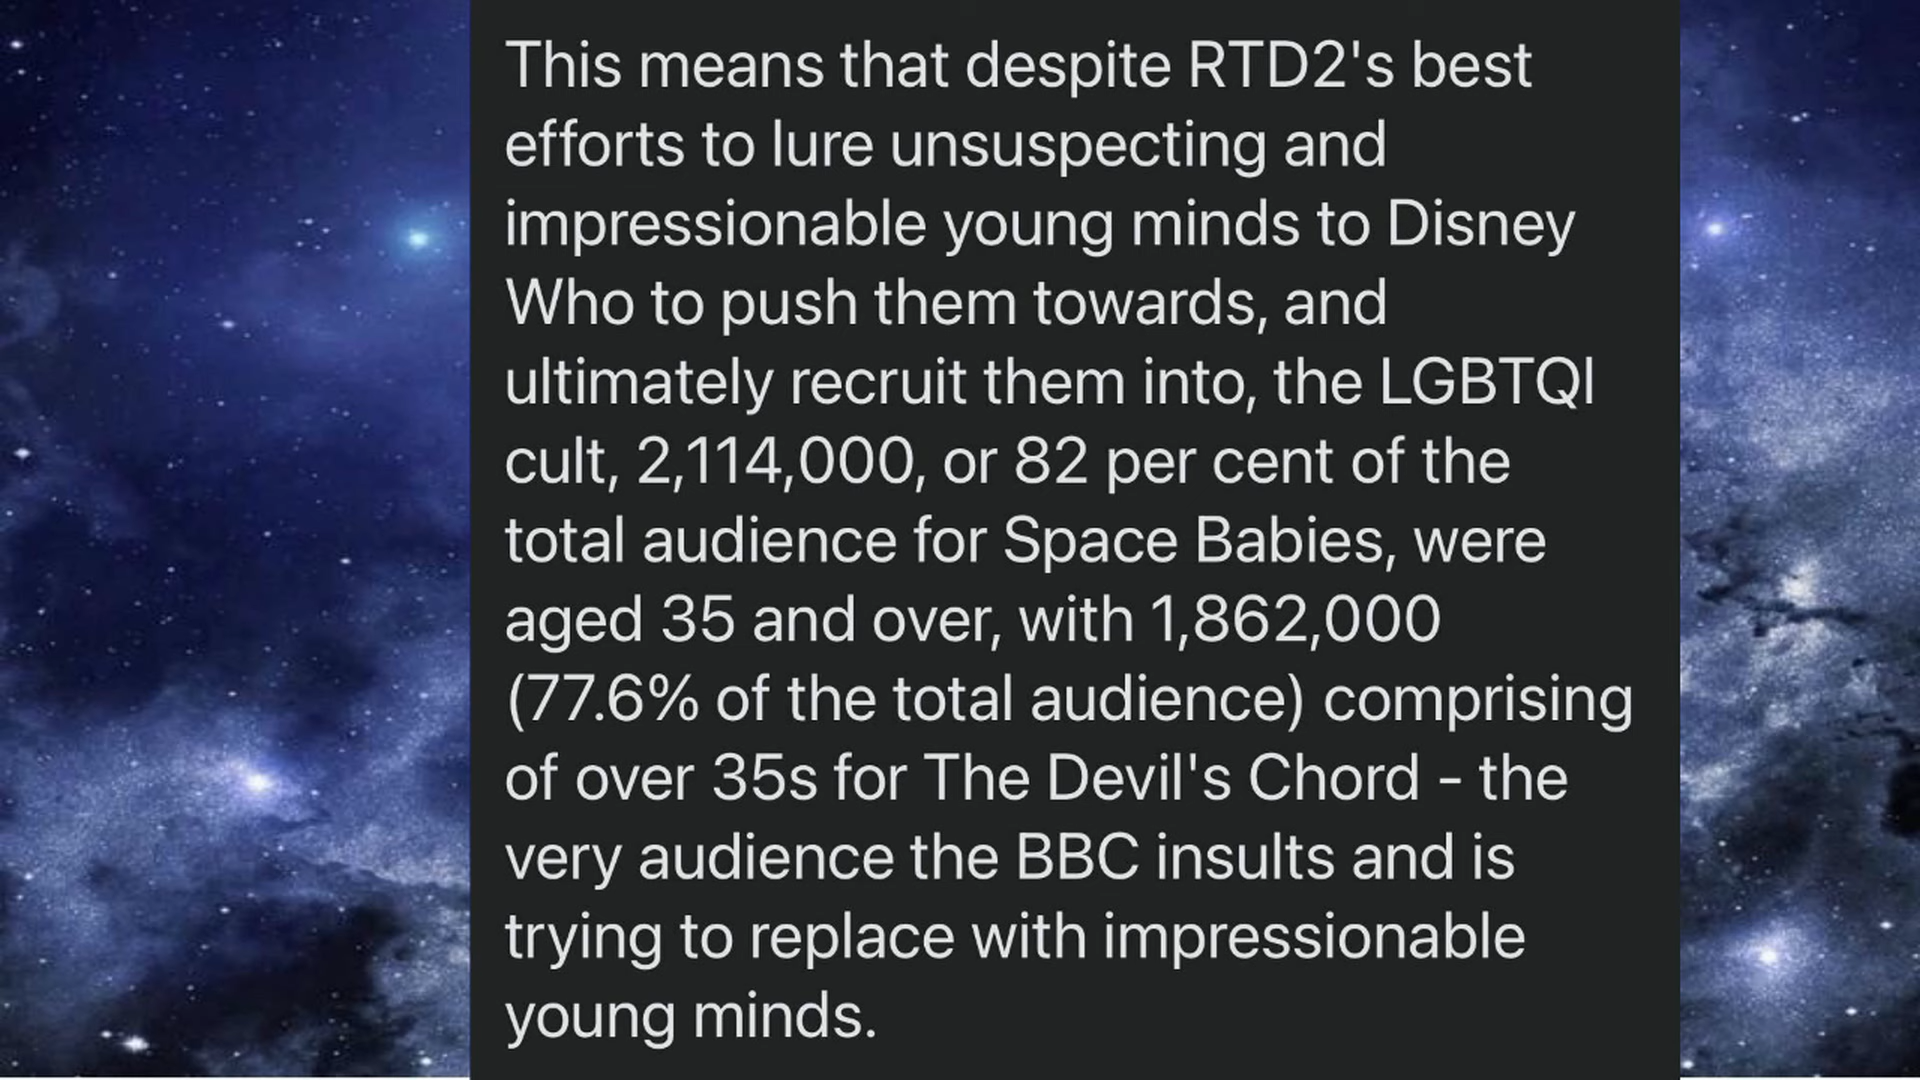 This means that despite RTD2's best
efforts to lure unsuspecting and
impressionable young minds to Disney
Who to push them towards, and
ultimately recruit them into, the LGBTQI
cult, 2,114,000, or 82 per cent of the
total audience for Space Babies, were
aged 35 and over, with 1,862,000
(77.6% of the total audience) comprising
of over 35s for The Devil's Chord - the
very audience the BBC insults and is
trying to replace with impressionable
young minds.